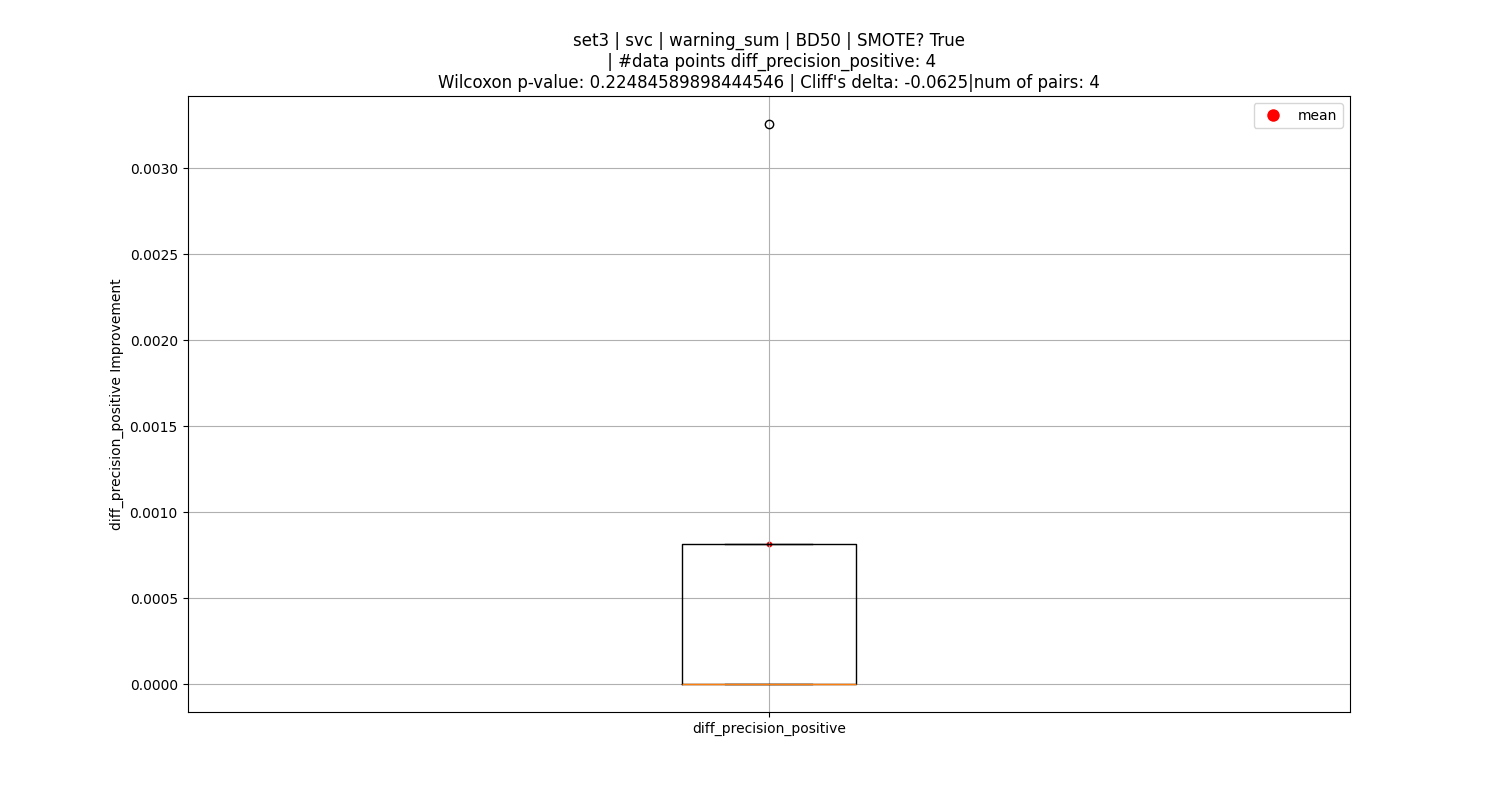 set3 | svc | warning_sum | BD50 | SMOTE? True
| #data points diff_precision_positive: 4
Wilcoxon p-value: 0.22484589898444546 | Cliff's delta: -0.0625|num of pairs: 4
mean
0.0030
0.0025
0.0020
0.0015
0.0010
0.0005
0.0000
diff_precision_positive Improvement
diff_precision_positive